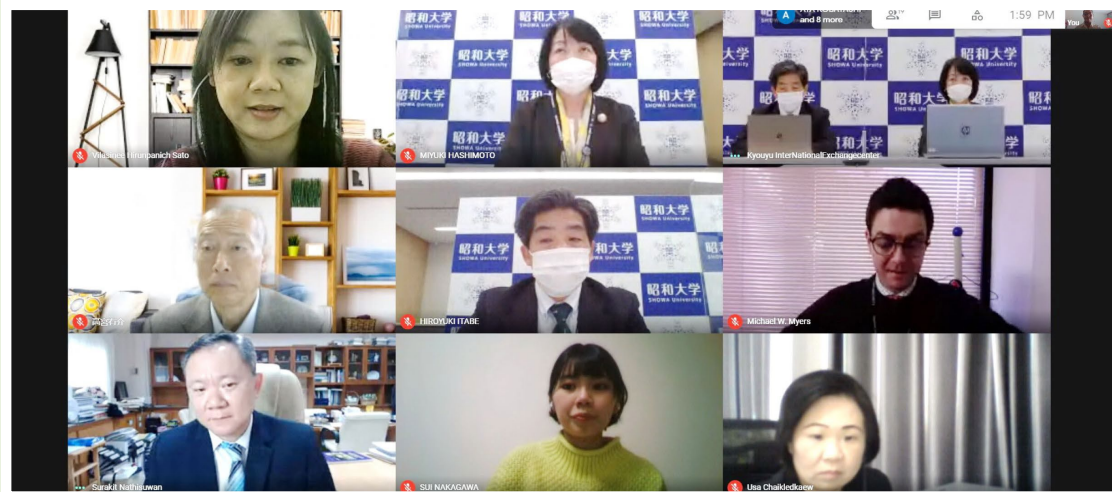 and 8 more
1:59 PM
You
昭和大学
SHOWA University
Hirunpanich Sato
MIYUKI HASHIMOTO
Kyouyu InterNationalExchangecenter
HIROYUKI ITABE
Michael W. Myers
Surakit Nathisuwan
SUI NAKAGAWA
Usa Chaikledkaew